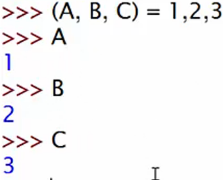 >>> (A, B, C) = 1,2,3
>>> A
1
>>> B
2
>>> C
3